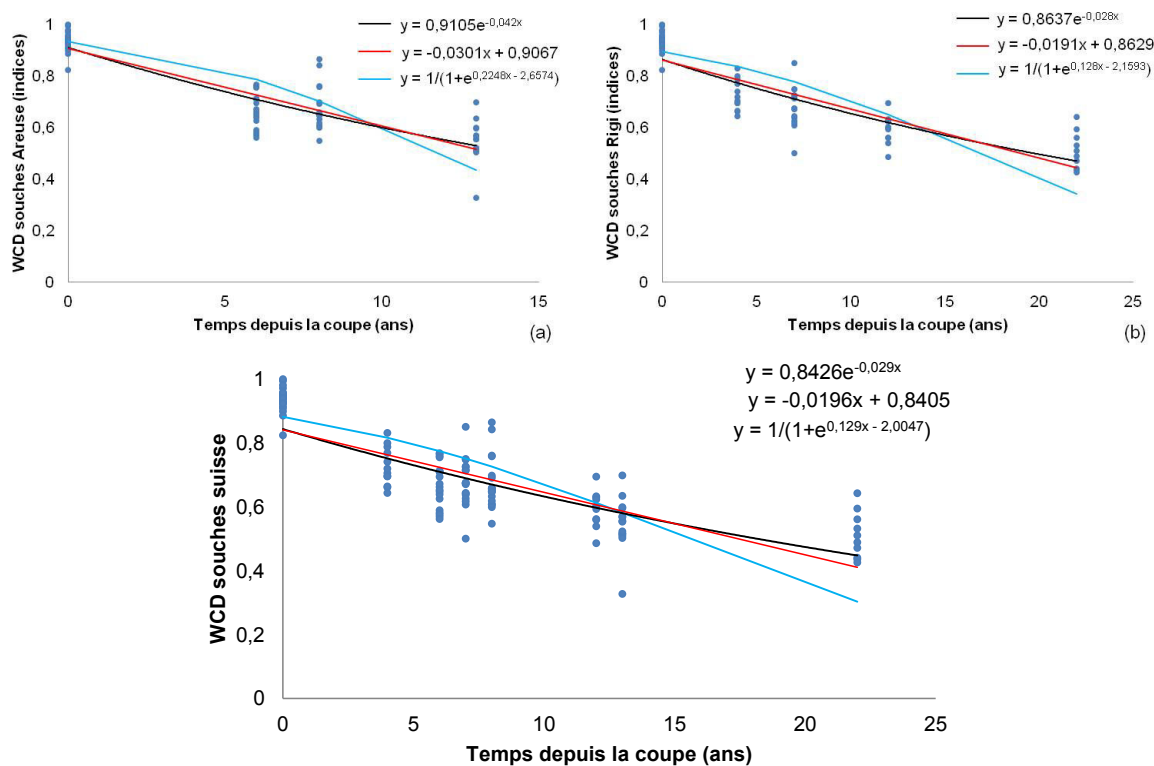 y = 0,9105e^-0,042x
y = -0,0301x + 0,9067
y = 1/(1+e^0,2248x - 2,6574)
WCD souches Areuse (indices)
1
0,8
0,6
0,4
0,2
0
0 5 10 15
Temps depuis la coupe (ans)
(a)
y = 0,8637e^-0,028x
y = -0,0191x + 0,8629
y = 1/(1+e^0,128x - 2,1593)
WCD souches Rigi (indices)
1
0,8
0,6
0,4
0,2
0
0 5 10 15 20 25
Temps depuis la coupe (ans)
(b)
y = 0,8426e^-0,029x
y = -0,0196x + 0,8405
y = 1/(1+e^0,129x - 2,0047)
WCD souches suisse
1
0,8
0,6
0,4
0,2
0
0 5 10 15 20 25
Temps depuis la coupe (ans)